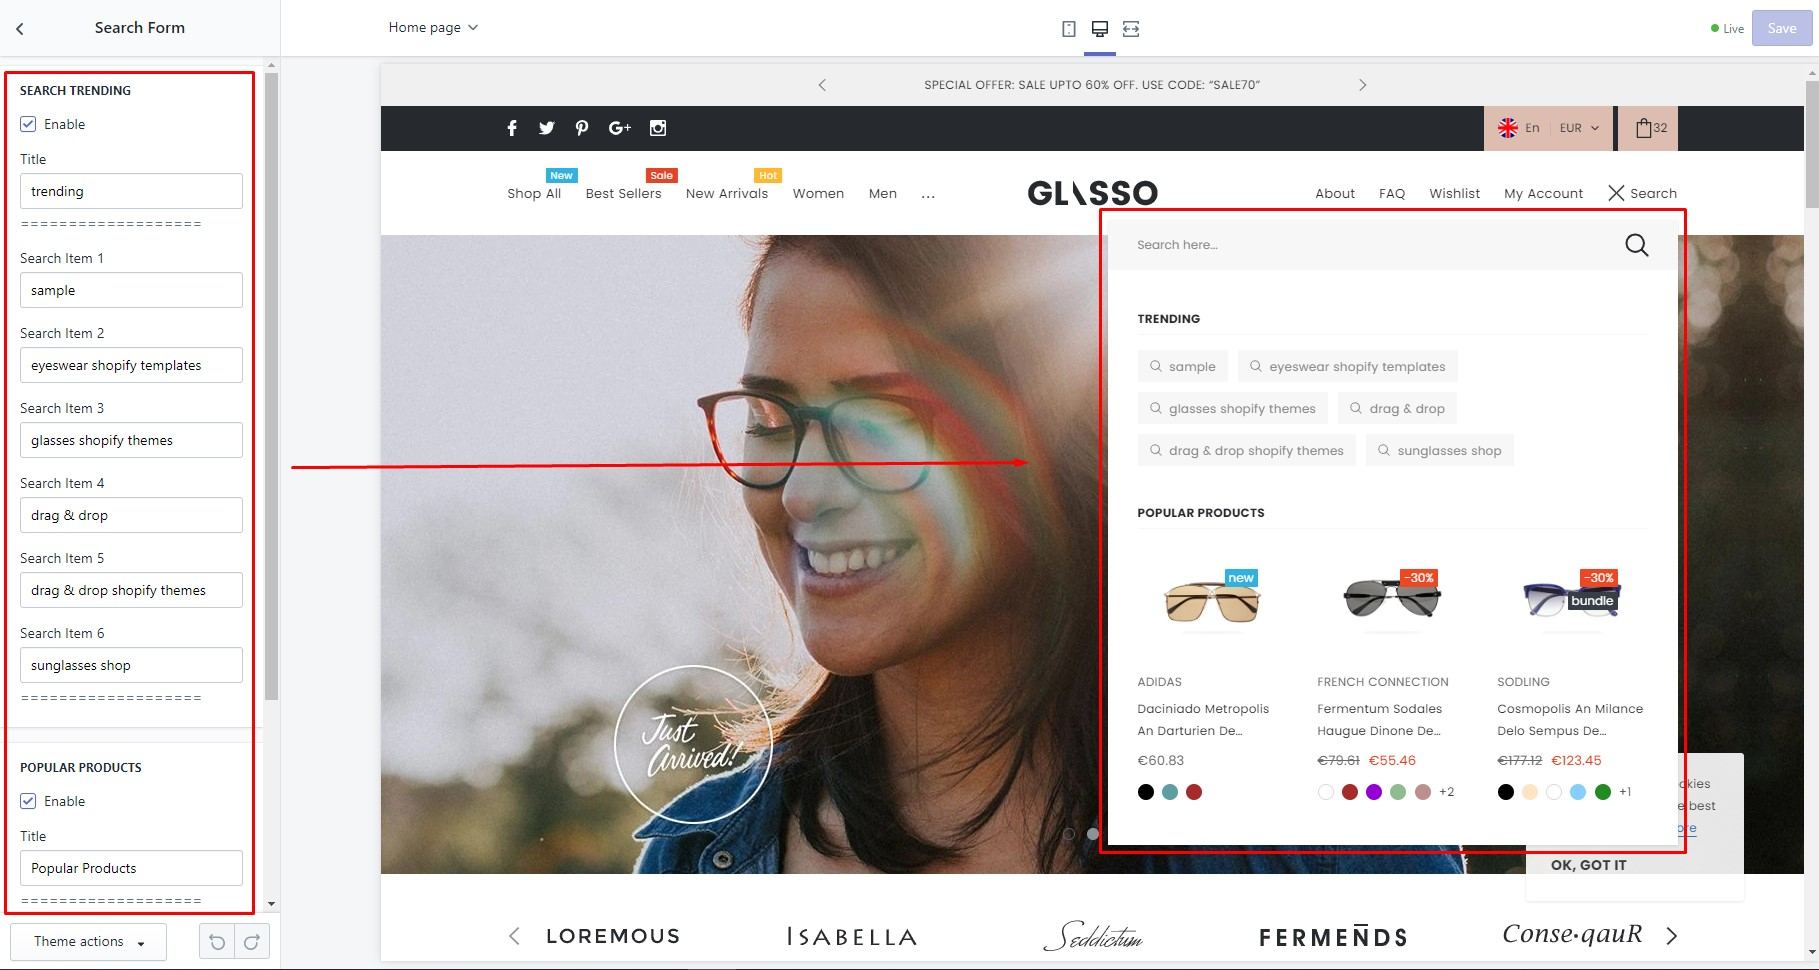 Search Form
SEARCH TRENDING
Enable
Title
trending
===================
Search Item 1
sample
Search Item 2
eyeswear shopify templates
Search Item 3
glasses shopify themes
Search Item 4
drag & drop
Search Item 5
drag & drop shopify themes
Search Item 6
sunglasses shop
===================
POPULAR PRODUCTS
Enable
Title
Popular Products
===================
Theme actions
Home page
Live
Save
SPECIAL OFFER: SALE UPTO 60% OFF. USE CODE: “SALE70”
G+
En
EUR
32
New
Sale
Hot
Shop All
Best Sellers
New Arrivals
Women
Men
...
GLASSO
About
FAQ
Wishlist
My Account
Search
Search here...
TRENDING
sample
eyeswear shopify templates
glasses shopify themes
drag & drop
drag & drop shopify themes
sunglasses shop
POPULAR PRODUCTS
new
-30%
-30%
bundle
ADIDAS
Daciniado Metropolis
An Darturien De...
€60.83
FRENCH CONNECTION
Fermentum Sodales
Haugue Dinone De...
€79.61 €55.46
+2
SODLING
Cosmopolis An Milance
Delo Sempus De...
€177.12 €123.45
+1
Just
Arrived!
best
OK, GOT IT
LOREMOUS
ISABELLA
Seddictum
FERMEÑDS
Conse•qauR